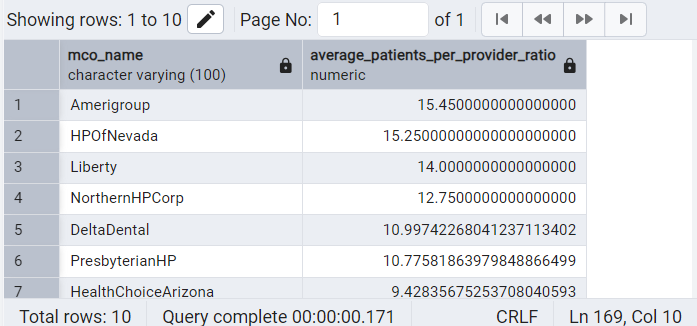 Showing rows: 1 to 10 Page No: 1 of 1
mco_name average_patients_per_provider_ratio
character varying (100) numeric
1 Amerigroup 15.4500000000000000
2 HPOfNevada 15.2500000000000000
3 Liberty 14.0000000000000000
4 NorthernHPCorp 12.7500000000000000
5 DeltaDental 10.99742268041237113402
6 PresbyterianHP 10.77581863979848866499
7 HealthChoiceArizona 9.42835675253708040593
Total rows: 10 Query complete 00:00:00.171 CRLF Ln 169, Col 10